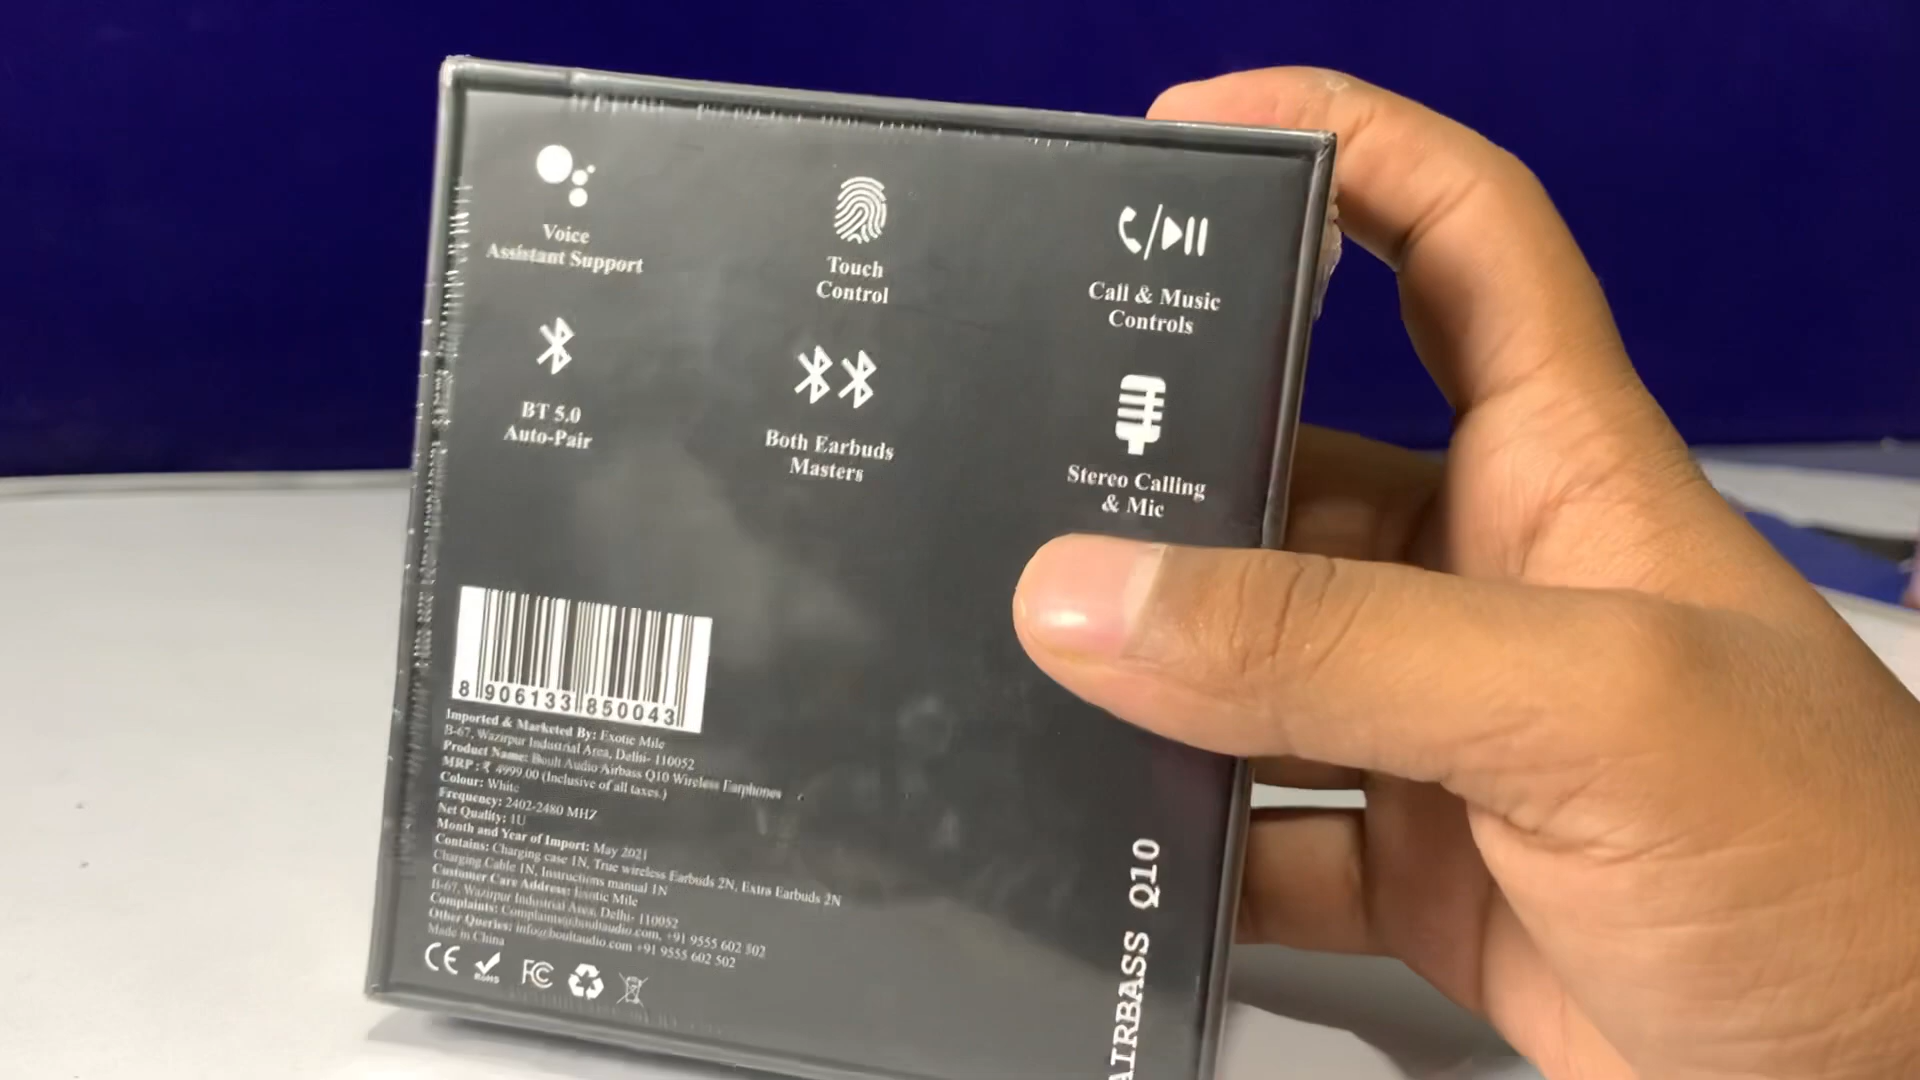 Voice
Assistant Support
Touch
Control
Call & Music
Controls
BT 5.0
Auto-Pair
Both Earbuds
Masters
Stereo Calling
& Mic
8 906133 850043
Imported & Marketed By: Exotic Mile
B-67, Wazirpur Industrial Area, Delhi- 110052
Product Name: Boult Audio Airbass Q10 Wireless Earphones
MRP : ₹ 4999.00 (Inclusive of all taxes.)
Colour: White
Frequency: 2402-2480 MHZ
Net Quality: 1U
Month and Year of Import: May 2021
Contains: Charging case 1N, True wireless Earbuds 2N, Extra Earbuds 2N
Charging Cable 1N, Instructions manual 1N
Customer Care Address: Exotic Mile
B-67, Wazirpur Industrial Area, Delhi- 110052
Complaints: Complaints@boultaudio.com, +91 9555 602 502
Other Queries: info@boultaudio.com +91 9555 602 502
Made in China
CE RoHS FC
AIRBASS Q10